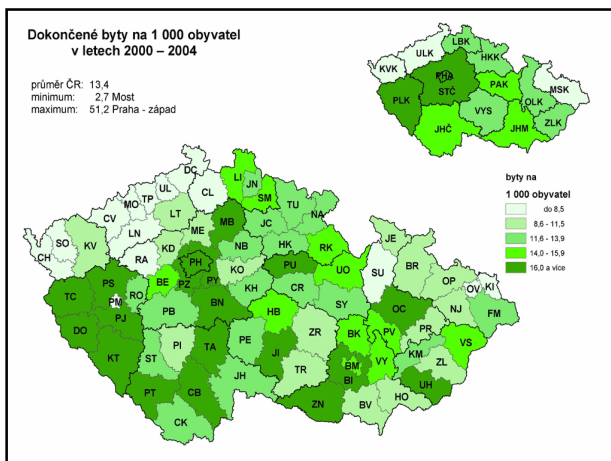 Dokončené byty na 1 000 obyvatel
v letech 2000 – 2004
průměr ČR: 13,4
minimum: 2,7 Most
maximum: 51,2 Praha - západ
LBK
ULK
HKK
KVK
PHA
STČ
PAK
MSK
PLK
OLK
VYS
ZLK
JHČ
JHM
byty na
1 000 obyvatel
do 8,5
8,6 - 11,5
11,6 - 13,9
14,0 - 15,9
16,0 a více
DC
LI
JN
UL
CL
SM
TP
MO
TU
CV
LT
NA
LN
ME
MB
JC
SO
KV
KD
NB
HK
RK
JE
CH
RA
PH
BR
KO
PU
UO
SU
OP
TC
PS
BE
PZ
PY
KH
CR
OV
KI
RO
PM
BN
SY
OC
NJ
FM
PB
HB
PJ
BK
PV
PR
VS
DO
ZR
KM
PI
TA
PE
ZL
KT
ST
JI
BM
VY
TR
BI
UH
JH
PT
CB
ZN
HO
BV
CK